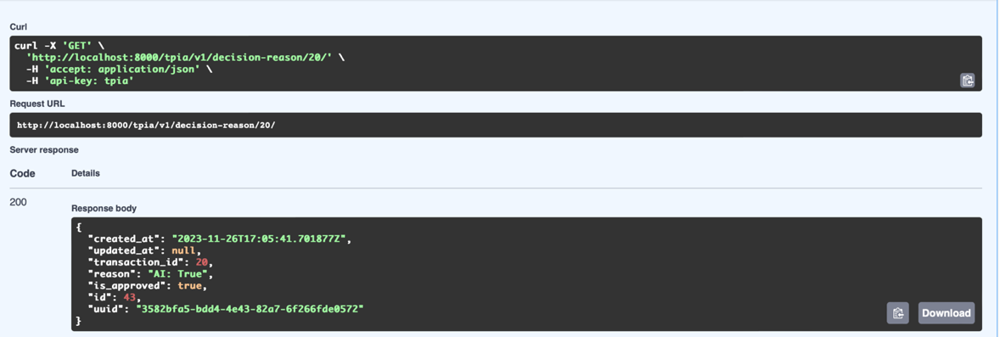 Curl
curl -X 'GET' \
  'http://localhost:8000/tpia/v1/decision-reason/20/' \
  -H 'accept: application/json' \
  -H 'api-key: tpia'
Request URL
http://localhost:8000/tpia/v1/decision-reason/20/
Server response
Code Details
200
Response body
{
  "created_at": "2023-11-26T17:05:41.701877Z",
  "updated_at": null,
  "transaction_id": 20,
  "reason": "AI: True",
  "is_approved": true,
  "id": 43,
  "uuid": "3582bfa5-bdd4-4e43-82a7-6f266fde0572"
}
Download